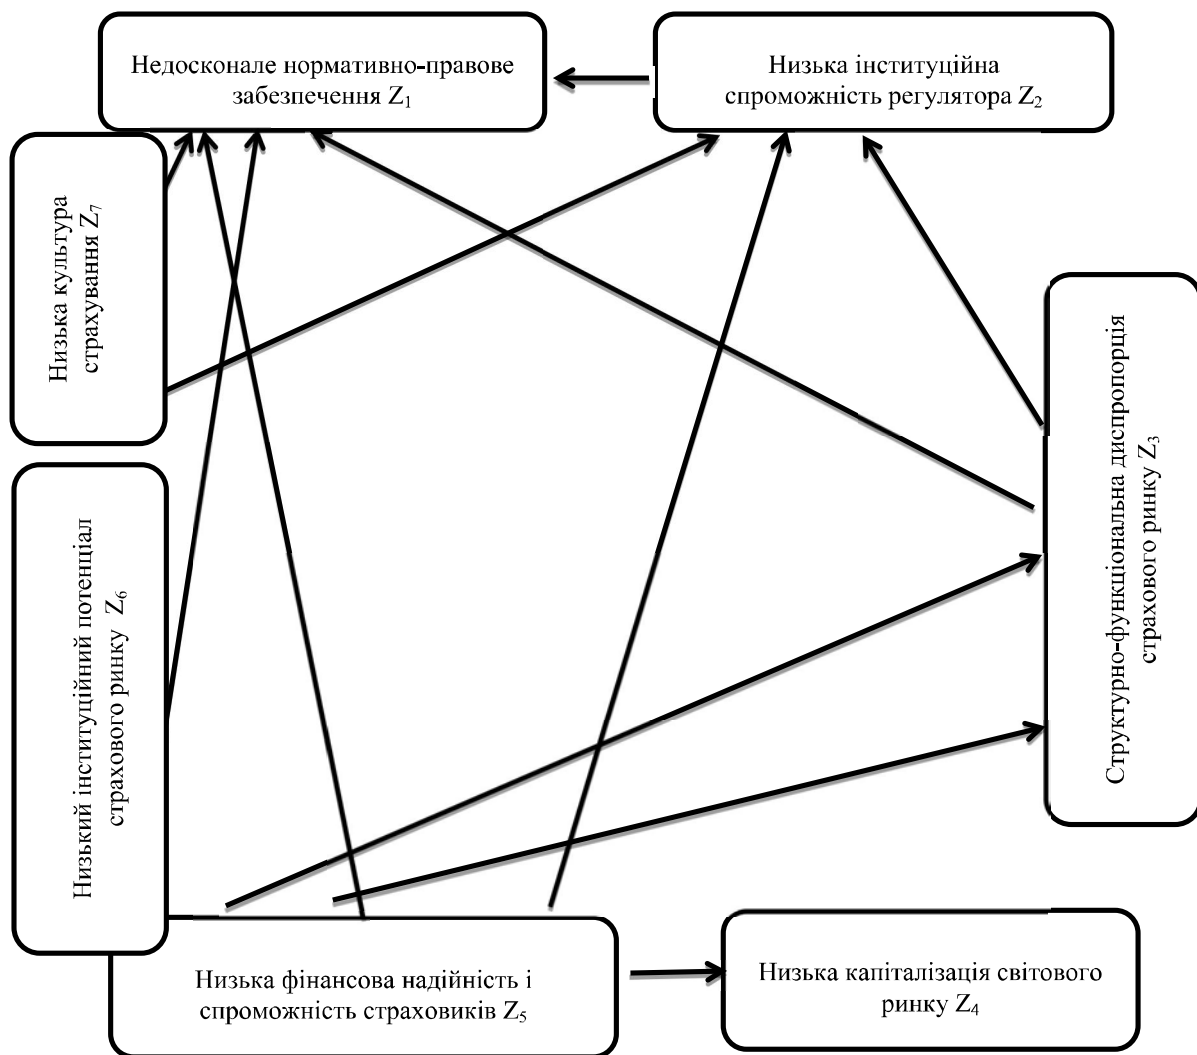 Недосконале нормативно-правове
забезпечення Z₁
Низька інституційна
спроможність регулятора Z₂
Низька культура
страхування Z₇
Структурно-функціональна диспропорція
страхового ринку Z₃
Низький інституційний потенціал
страхового ринку Z₆
Низька фінансова надійність і
спроможність страховиків Z₅
Низька капіталізація світового
ринку Z₄